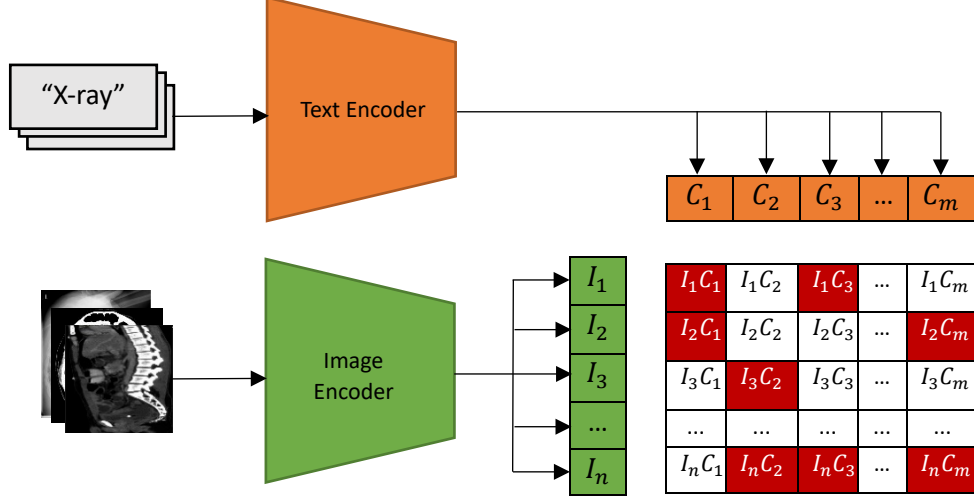 “X-ray”
Text Encoder
C₁ C₂ C₃ ... Cₘ
Image
Encoder
I₁
I₂
I₃
...
Iₙ
I₁C₁ I₁C₂ I₁C₃ ... I₁Cₘ
I₂C₁ I₂C₂ I₂C₃ ... I₂Cₘ
I₃C₁ I₃C₂ I₃C₃ ... I₃Cₘ
... ... ... ... ...
IₙC₁ IₙC₂ IₙC₃ ... IₙCₘ